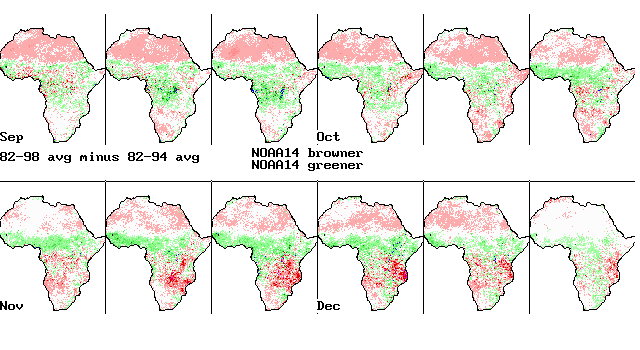 Sep
Oct
82-98 avg minus 82-94 avg
NOAA14 browner
NOAA14 greener
Nov
Dec